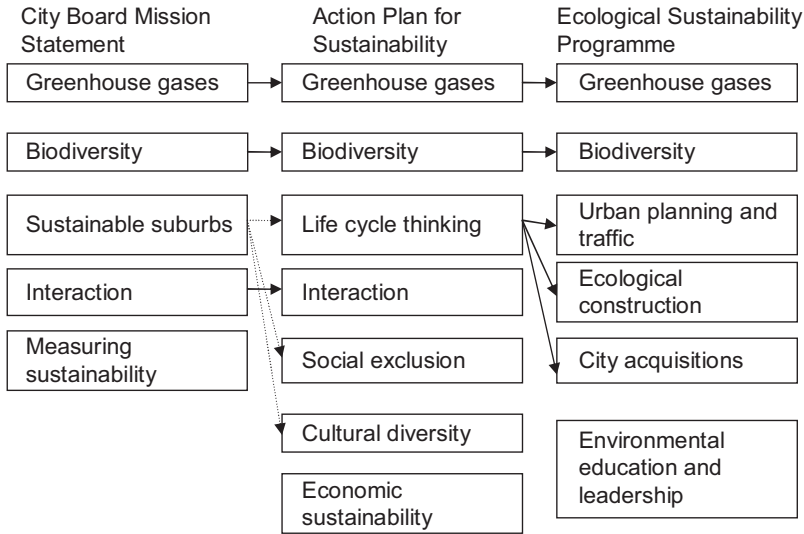 City Board Mission
Statement
Greenhouse gases
Biodiversity
Sustainable suburbs
Interaction
Measuring
sustainability
Action Plan for
Sustainability
Greenhouse gases
Biodiversity
Life cycle thinking
Interaction
Social exclusion
Cultural diversity
Economic
sustainability
Ecological Sustainability
Programme
Greenhouse gases
Biodiversity
Urban planning and
traffic
Ecological
construction
City acquisitions
Environmental
education and
leadership